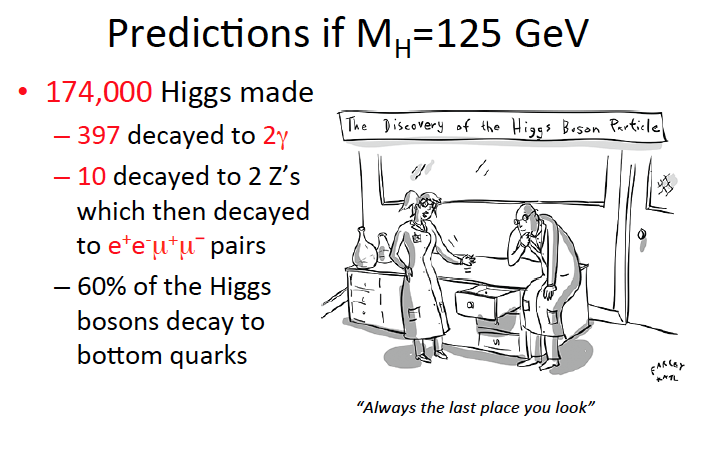 Predictions if M_H=125 GeV
• 174,000 Higgs made
– 397 decayed to 2γ
– 10 decayed to 2 Z's
which then decayed
to e⁺e⁻μ⁺μ⁻ pairs
– 60% of the Higgs
bosons decay to
bottom quarks
The Discovery of the Higgs Boson Particle
"Always the last place you look"